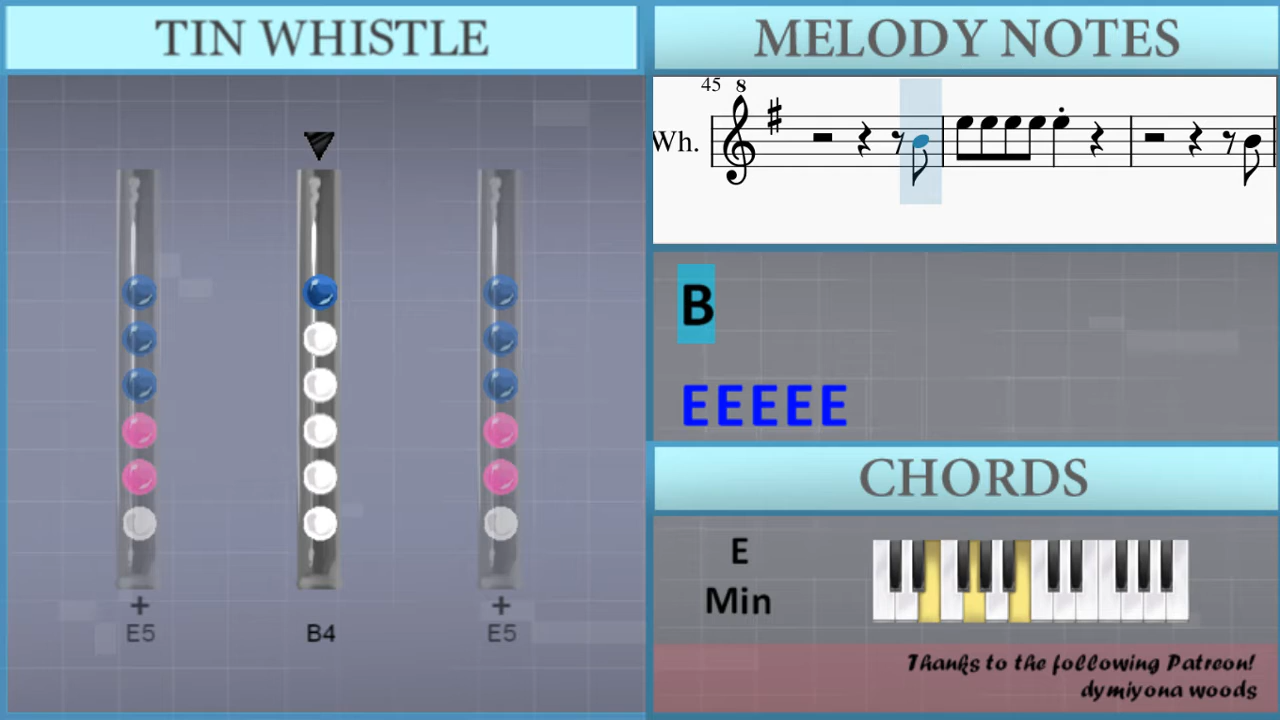 TIN WHISTLE
+
E5
B4
+
E5
MELODY NOTES
45 8
Wh.
B
EEEEE
CHORDS
E
Min
Thanks to the following Patreon!
dymiyona woods